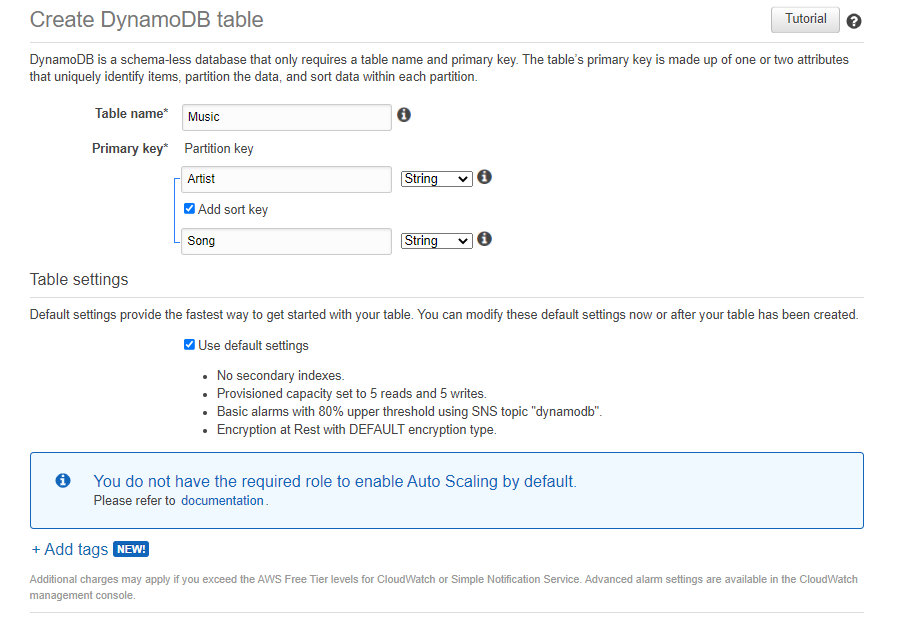 Create DynamoDB table
Tutorial
DynamoDB is a schema-less database that only requires a table name and primary key. The table's primary key is made up of one or two attributes
that uniquely identify items, partition the data, and sort data within each partition.
Table name* Music
Primary key* Partition key
Artist String
Add sort key
Song String
Table settings
Default settings provide the fastest way to get started with your table. You can modify these default settings now or after your table has been created.
Use default settings
• No secondary indexes.
• Provisioned capacity set to 5 reads and 5 writes.
• Basic alarms with 80% upper threshold using SNS topic "dynamodb".
• Encryption at Rest with DEFAULT encryption type.
You do not have the required role to enable Auto Scaling by default.
Please refer to documentation.
+ Add tags NEW!
Additional charges may apply if you exceed the AWS Free Tier levels for CloudWatch or Simple Notification Service. Advanced alarm settings are available in the CloudWatch
management console.